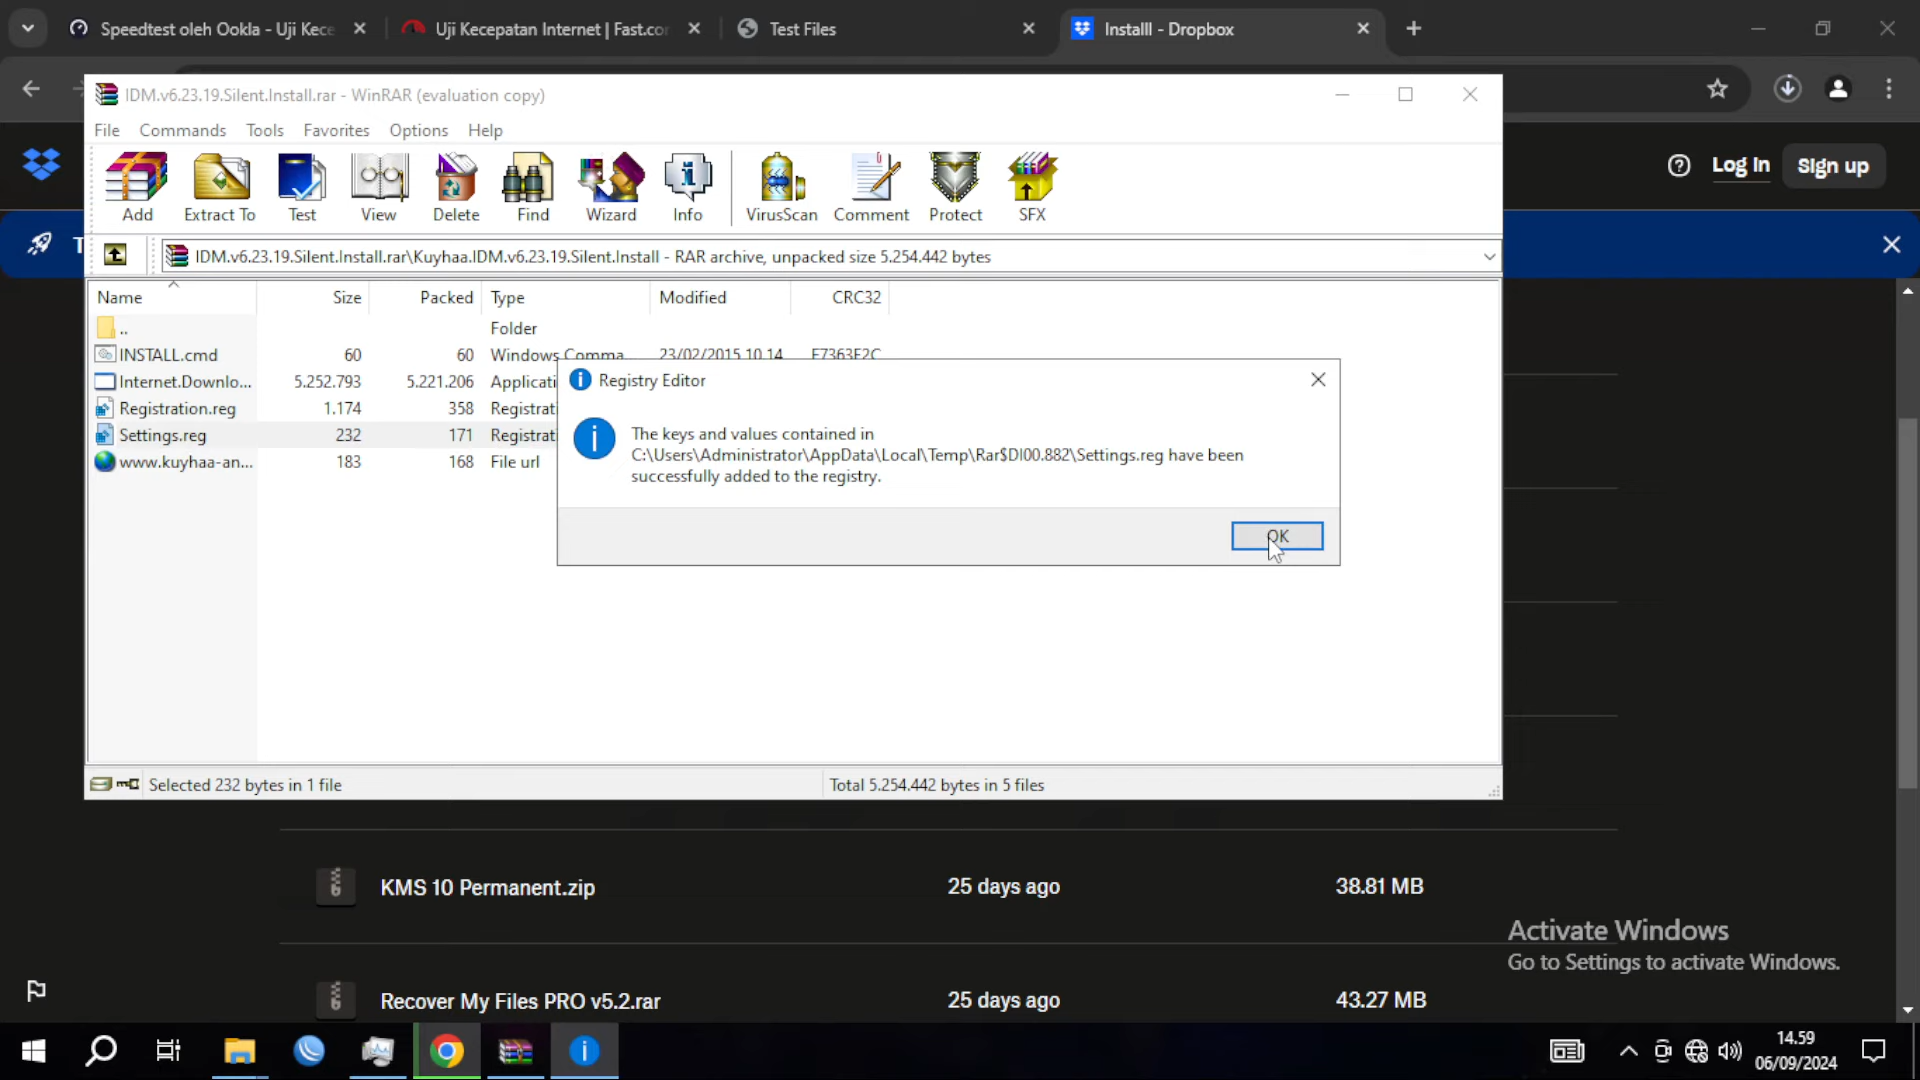 Speedtest oleh Ookla - Uji Kece
Uji Kecepatan Internet | Fast.cor
Test Files
Installl - Dropbox
IDM.v6.23.19.Silent.Install.rar - WinRAR (evaluation copy)
File Commands Tools Favorites Options Help
Log in
Sign up
Add
Extract To
Test
View
Delete
Find
Wizard
Info
VirusScan
Comment
Protect
SFX
T
IDM.v6.23.19.Silent.Install.rar\Kuyhaa.IDM.v6.23.19.Silent.Install - RAR archive, unpacked size 5.254.442 bytes
Name Size Packed Type Modified CRC32
.. Folder
INSTALL.cmd 60 60 Windows Comma... 23/02/2015 10.14 F7363F2C
Internet.Downlo... 5.252.793 5.221.206 Applicati
Registration.reg 1.174 358 Registrat
Settings.reg 232 171 Registrat
www.kuyhaa-an... 183 168 File url
Registry Editor
The keys and values contained in
C:\Users\Administrator\AppData\Local\Temp\Rar$DI00.882\Settings.reg have been
successfully added to the registry.
OK
Selected 232 bytes in 1 file
Total 5.254.442 bytes in 5 files
KMS 10 Permanent.zip 25 days ago 38.81 MB
Activate Windows
Go to Settings to activate Windows.
Recover My Files PRO v5.2.rar 25 days ago 43.27 MB
14.59
06/09/2024